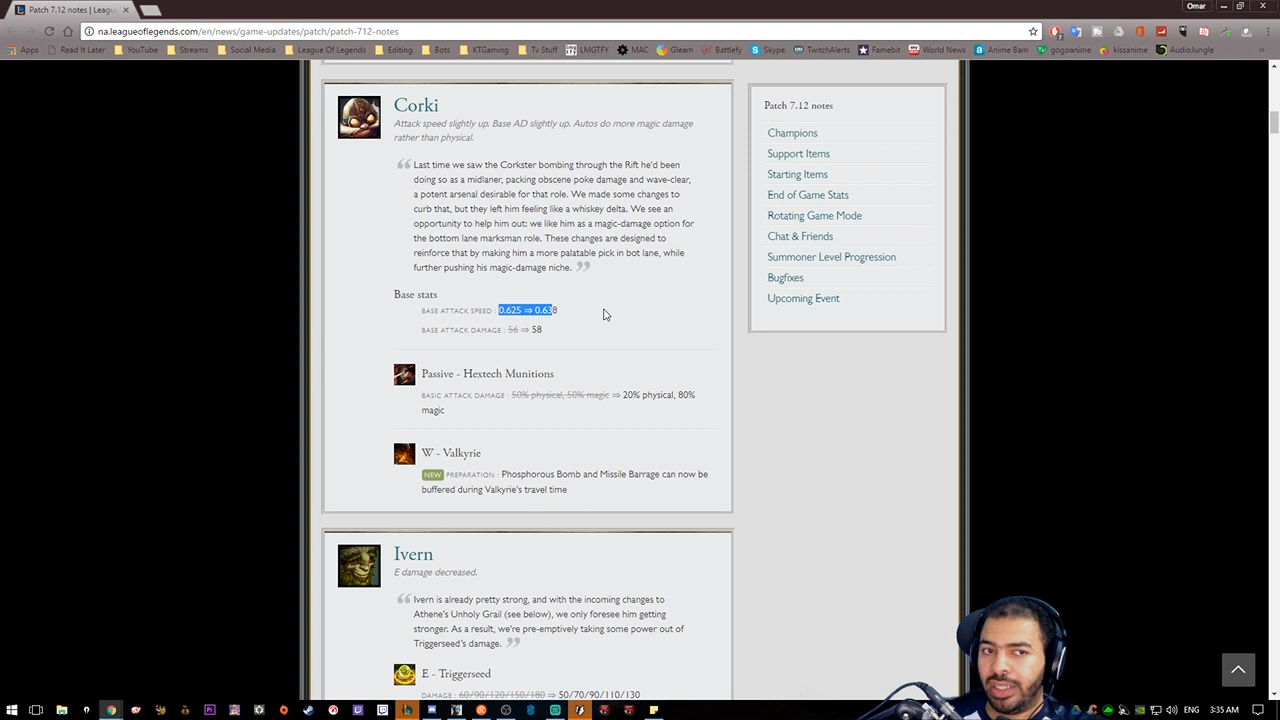 Patch 7.12 notes | Leagu
Omar
na.leagueoflegends.com/en/news/game-updates/patch/patch-712-notes
Apps Read It Later YouTube Streams Social Media League Of Legends Editing Bots KTGaming Tv Stuff LMGTFY MAC Gleam Battlefy Skype TwitchAlerts Famebit World News Anime Bam gogoanime kissanime AudioJungle
Corki
Attack speed slightly up. Base AD slightly up. Autos do more magic damage
rather than physical.
Last time we saw the Corkster bombing through the Rift he'd been
doing so as a midlaner, packing obscene poke damage and wave-clear,
a potent arsenal desirable for that role. We made some changes to
curb that, but they left him feeling like a whiskey delta. We see an
opportunity to help him out: we like him as a magic-damage option for
the bottom lane marksman role. These changes are designed to
reinforce that by making him a more palatable pick in bot lane, while
further pushing his magic-damage niche.
Base stats
BASE ATTACK SPEED : 0.625 ⇒ 0.638
BASE ATTACK DAMAGE : 56 ⇒ 58
Passive - Hextech Munitions
BASIC ATTACK DAMAGE : 50% physical, 50% magic ⇒ 20% physical, 80%
magic
W - Valkyrie
NEW PREPARATION : Phosphorous Bomb and Missile Barrage can now be
buffered during Valkyrie's travel time
Ivern
E damage decreased.
Ivern is already pretty strong, and with the incoming changes to
Athene's Unholy Grail (see below), we only foresee him getting
stronger. As a result, we're pre-emptively taking some power out of
Triggerseed's damage.
E - Triggerseed
DAMAGE : 60/90/120/150/180 ⇒ 50/70/90/110/130
Patch 7.12 notes
Champions
Support Items
Starting Items
End of Game Stats
Rotating Game Mode
Chat & Friends
Summoner Level Progression
Bugfixes
Upcoming Event
ENG
3:35 AM